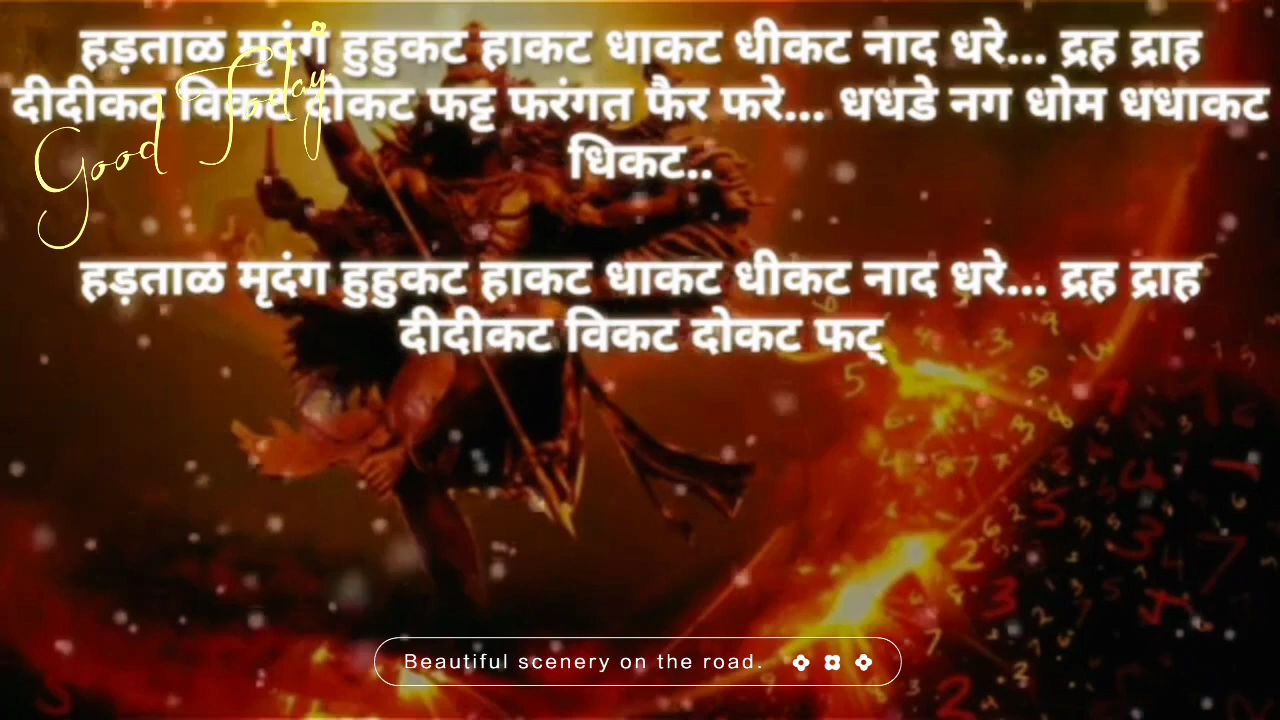 हड़ताळ मृदंग हुहुकट हाकट धाकट धीकट नाद धरे... द्रह द्राह
दीदीकट विकट दोकट फट्ट फरंगत फैर फरे... धधडे नग धोम धधाकट
धिकट..
Good Today
हड़ताळ मृदंग हुहुकट हाकट धाकट धीकट नाद धरे... द्रह द्राह
दीदीकट विकट दोकट फट्
Beautiful scenery on the road.